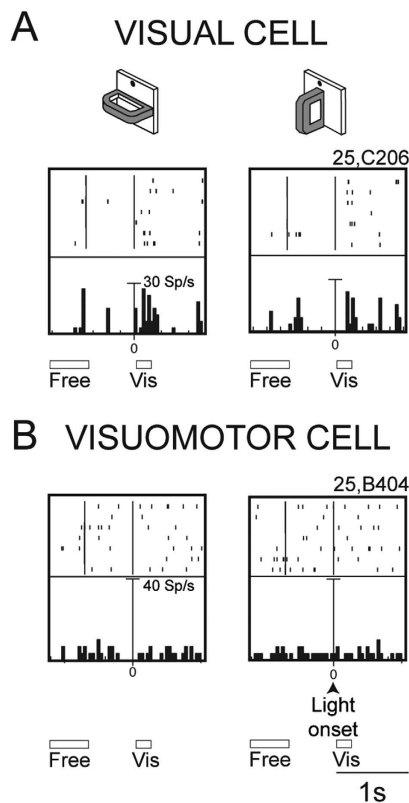 A VISUAL CELL
25,C206
30 Sp/s
0 0
Free Vis Free Vis
B VISUOMOTOR CELL
25,B404
40 Sp/s
0 0
Light
onset
Free Vis Free Vis
1s